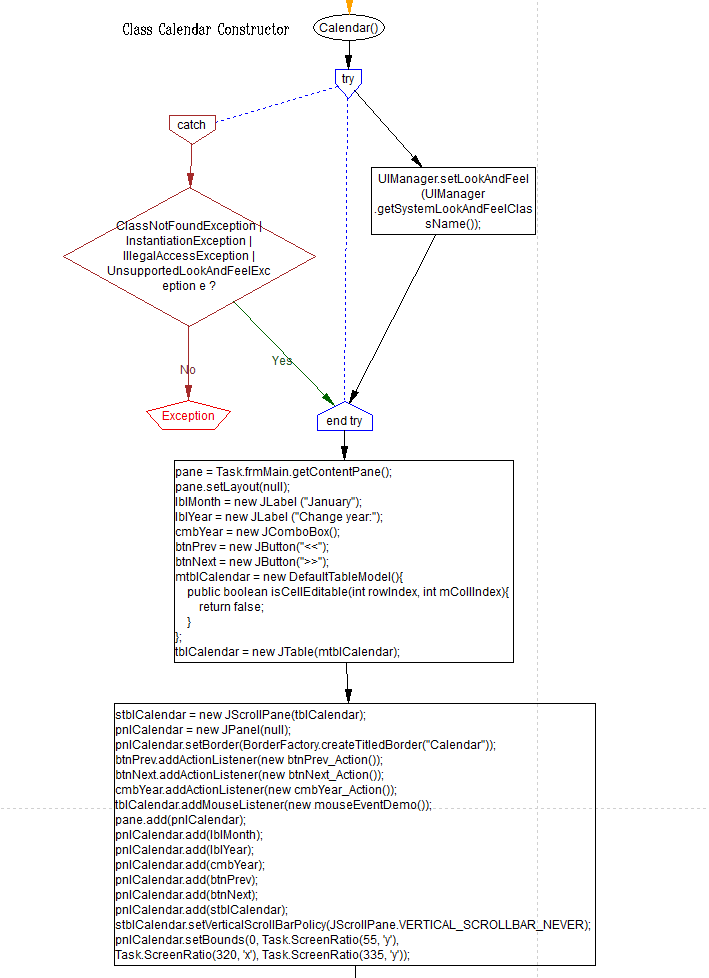 Class Calendar Constructor
Calendar()
try
catch
UIManager.setLookAndFeel
(UIManager
.getSystemLookAndFeelClas
sName());
ClassNotFoundException |
InstantiationException |
IllegalAccessException |
UnsupportedLookAndFeelExc
eption e ?
Yes
No
Exception
end try
pane = Task.frmMain.getContentPane();
pane.setLayout(null);
lblMonth = new JLabel ("January");
lblYear = new JLabel ("Change year:");
cmbYear = new JComboBox();
btnPrev = new JButton("<<");
btnNext = new JButton(">>");
mtblCalendar = new DefaultTableModel(){
public boolean isCellEditable(int rowIndex, int mColIndex){
return false;
}
};
tblCalendar = new JTable(mtblCalendar);
stblCalendar = new JScrollPane(tblCalendar);
pnlCalendar = new JPanel(null);
pnlCalendar.setBorder(BorderFactory.createTitledBorder("Calendar"));
btnPrev.addActionListener(new btnPrev_Action());
btnNext.addActionListener(new btnNext_Action());
cmbYear.addActionListener(new cmbYear_Action());
tblCalendar.addMouseListener(new mouseEventDemo());
pane.add(pnlCalendar);
pnlCalendar.add(lblMonth);
pnlCalendar.add(lblYear);
pnlCalendar.add(cmbYear);
pnlCalendar.add(btnPrev);
pnlCalendar.add(btnNext);
pnlCalendar.add(stblCalendar);
stblCalendar.setVerticalScrollBarPolicy(JScrollPane.VERTICAL_SCROLLBAR_NEVER);
pnlCalendar.setBounds(0, Task.ScreenRatio(55, 'y'),
Task.ScreenRatio(320, 'x'), Task.ScreenRatio(335, 'y'));